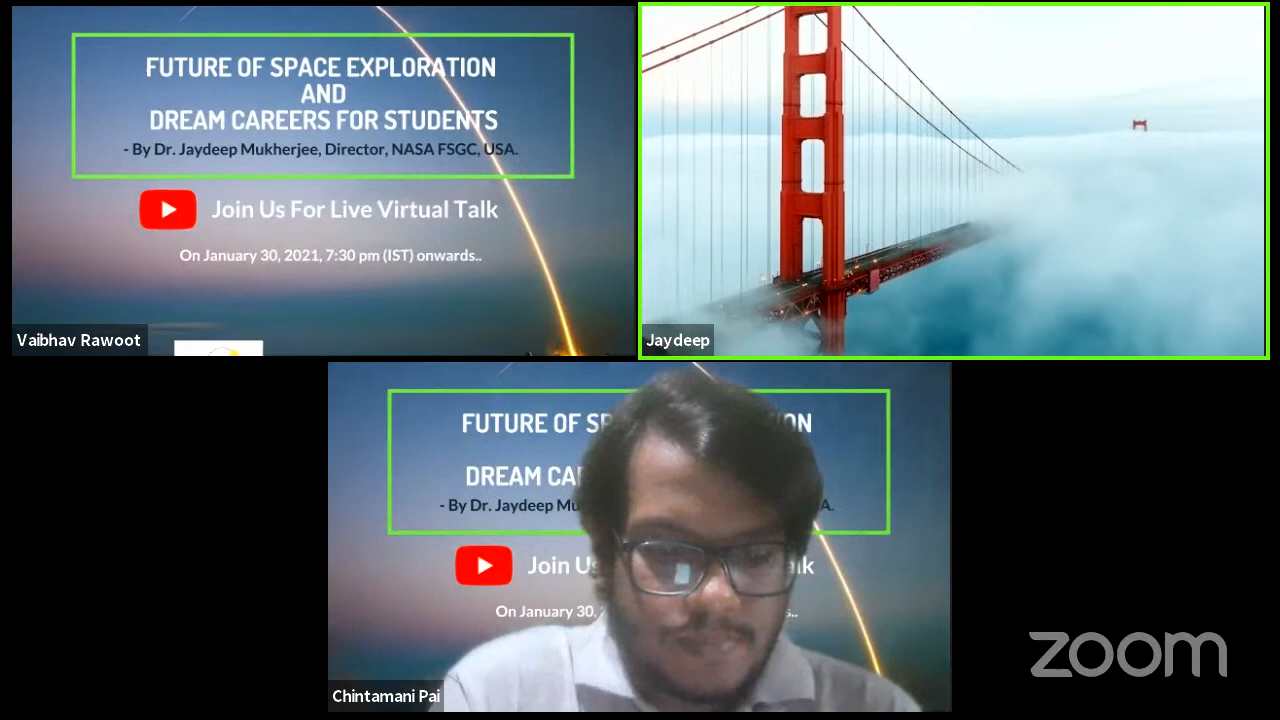 FUTURE OF SPACE EXPLORATION
AND
DREAM CAREERS FOR STUDENTS
- By Dr. Jaydeep Mukherjee, Director, NASA FSGC, USA.
Join Us For Live Virtual Talk
On January 30, 2021, 7:30 pm (IST) onwards..
Vaibhav Rawoot
Jaydeep
FUTURE OF SP ON
DREAM CA
- By Dr. Jaydeep Mu A.
Join Us lk
On January 30, s..
Chintamani Pai
zoom